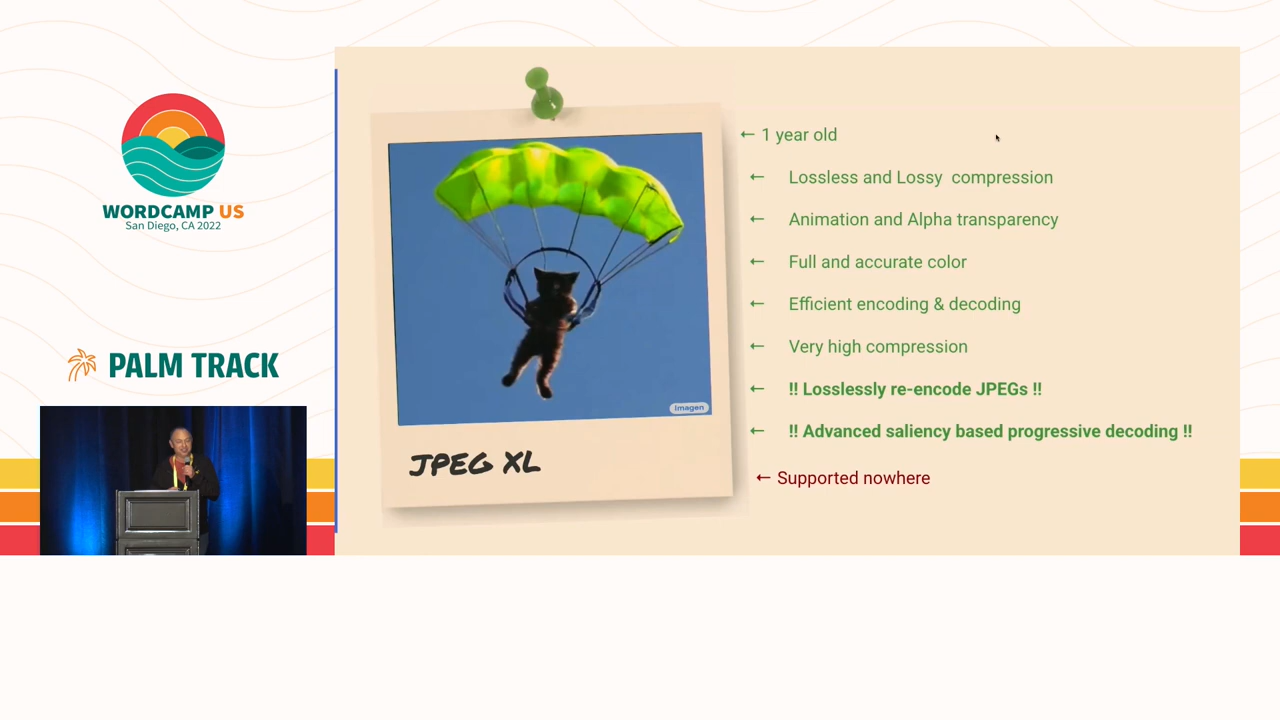 WORDCAMP US
San Diego, CA 2022
PALM TRACK
Imagen
JPEG XL
← 1 year old
← Lossless and Lossy compression
← Animation and Alpha transparency
← Full and accurate color
← Efficient encoding & decoding
← Very high compression
← !! Losslessly re-encode JPEGs !!
← !! Advanced saliency based progressive decoding !!
← Supported nowhere